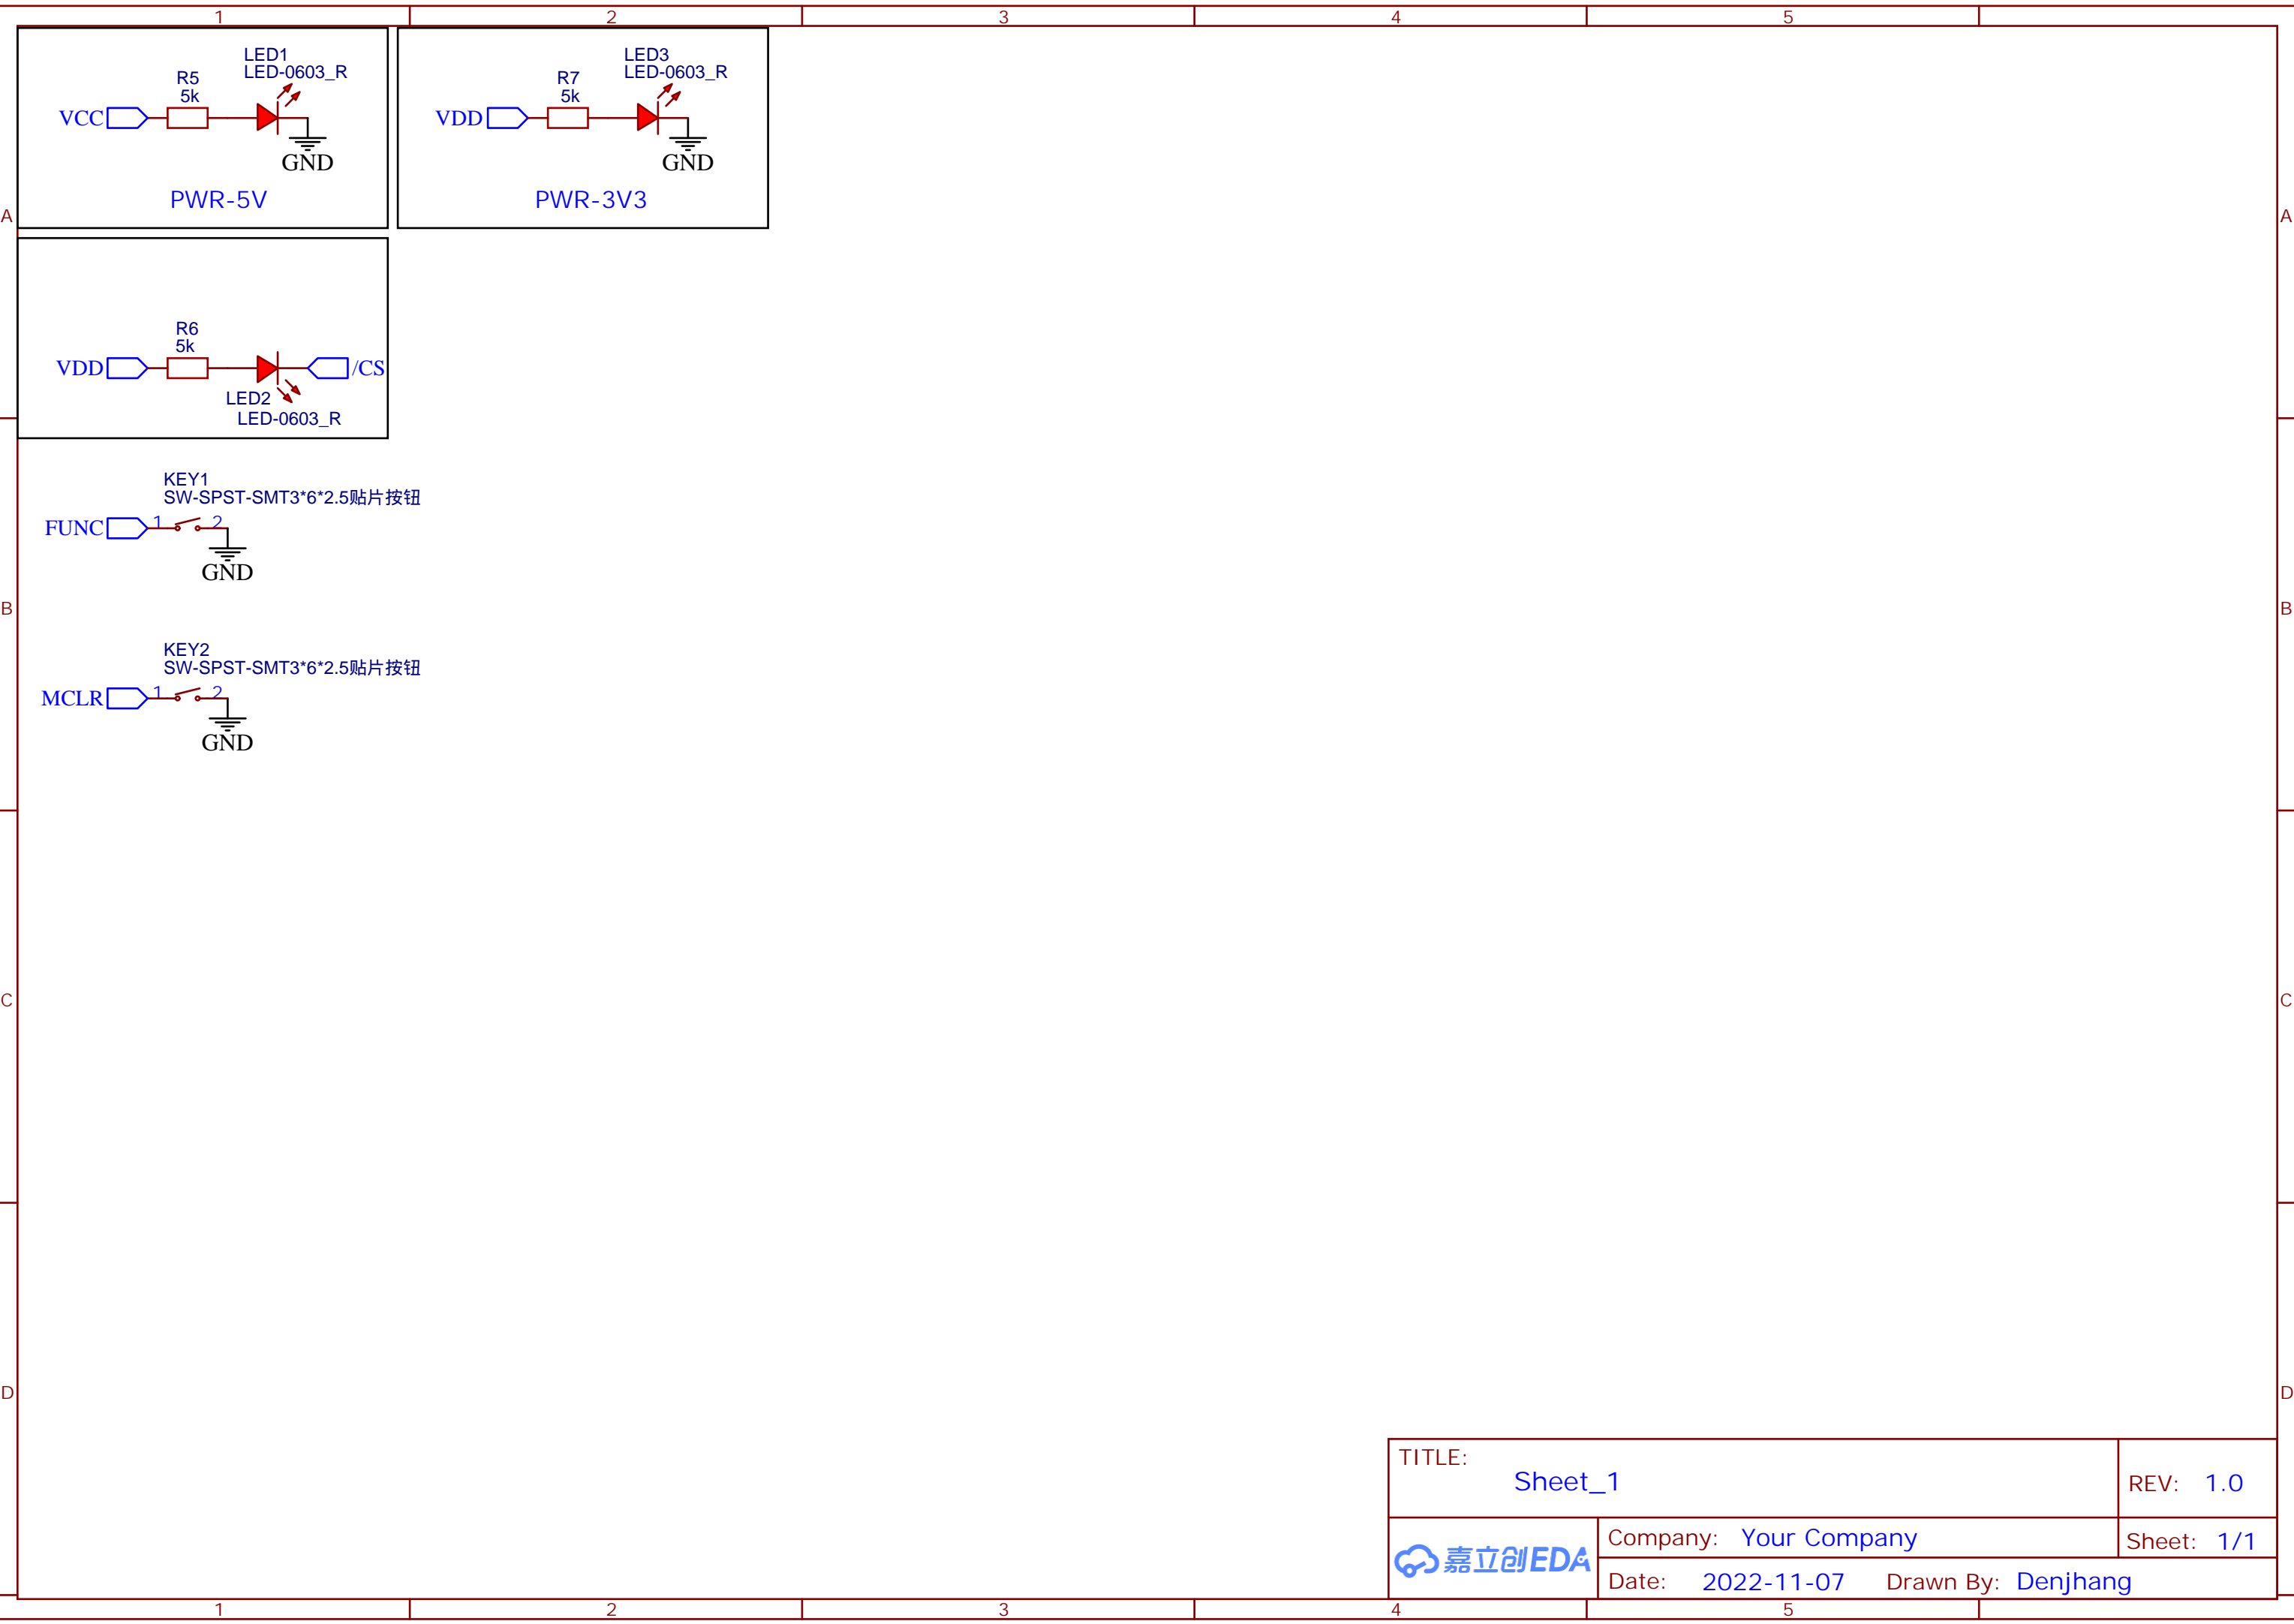 1 2 3 4 5
LED1
LED-0603_R
R5
5k
VCC
GND
PWR-5V
LED3
LED-0603_R
R7
5k
VDD
GND
PWR-3V3
A A
R6
5k
VDD
/CS
LED2
LED-0603_R
KEY1
SW-SPST-SMT3*6*2.5贴片按钮
FUNC 1 2
GND
B B
KEY2
SW-SPST-SMT3*6*2.5贴片按钮
MCLR 1 2
GND
C C
D D
TITLE:
Sheet_1
REV: 1.0
嘉立创EDA
Company: Your Company
Sheet: 1/1
Date: 2022-11-07 Drawn By: Denjhang
1 2 3 4 5